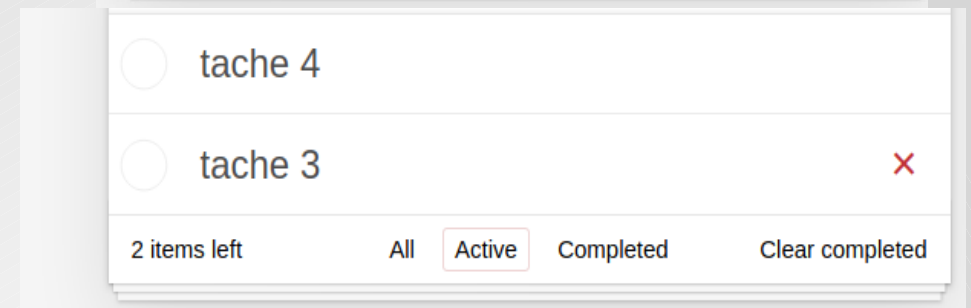 tache 4
tache 3
2 items left All Active Completed Clear completed